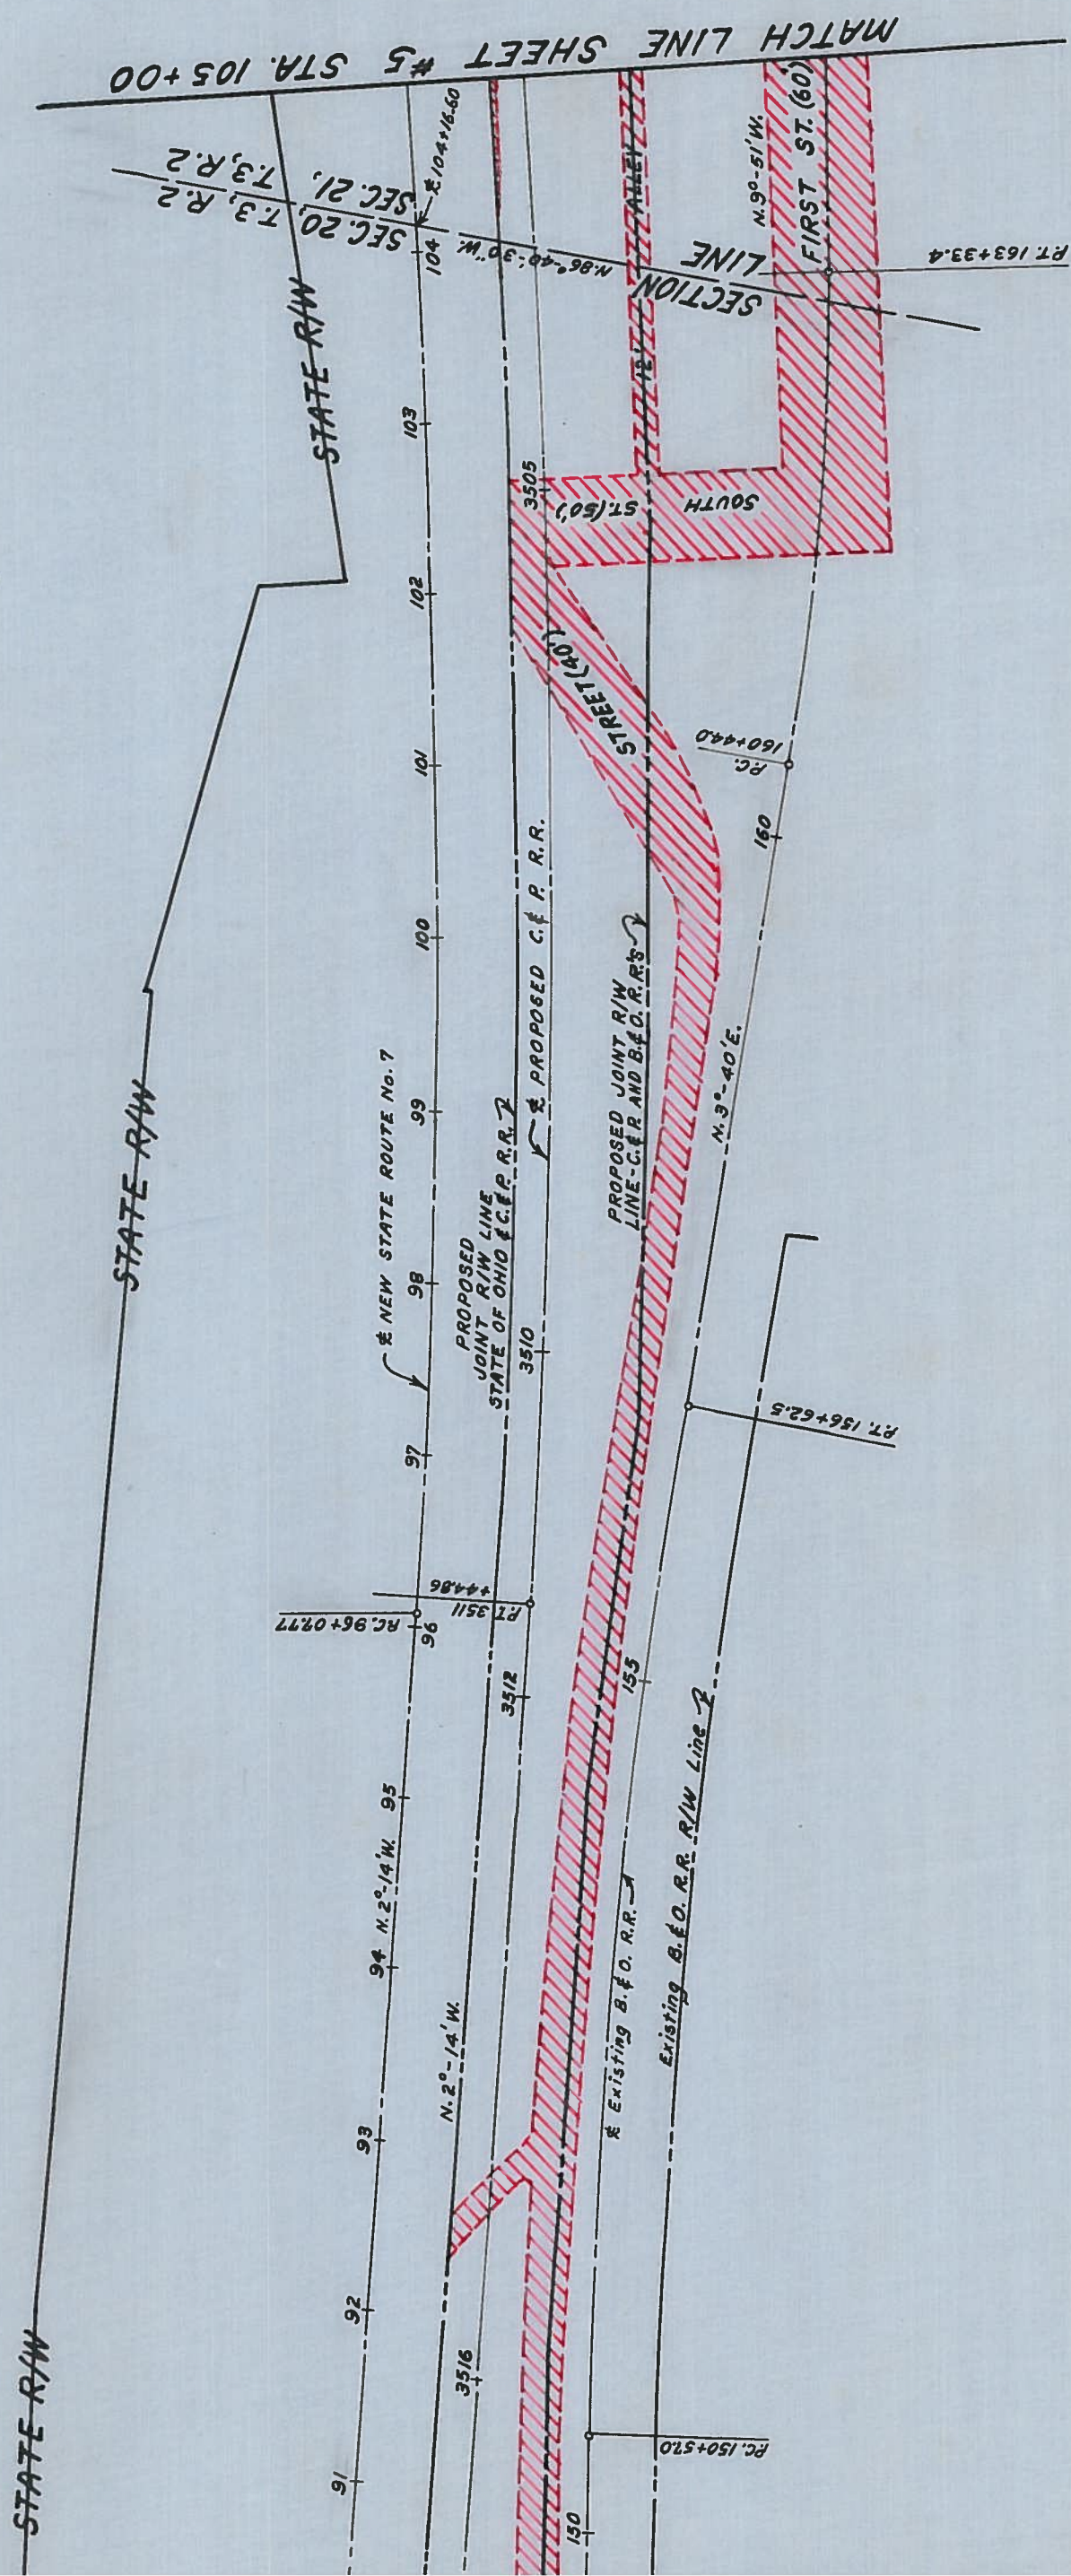 MATCH LINE SHEET #5 STA. 105+00
STATE R/W
STATE R/W
STATE R/W
SEC. 20, T.3, R.2
SEC. 21, T.3, R.2
℄ 104+16.60
SECTION LINE
N.86°-40'-30"W.
N.9°-51'W.
FIRST ST. (60')
P.T. 163+33.4
12' ALLEY
SOUTH ST. (50')
STREET (40')
91
92
93
94
N.2°-14'W.
95
96
97
98
99
100
101
102
103
104
P.C. 96+07.77
℄ NEW STATE ROUTE No. 7
PROPOSED
JOINT R/W LINE
STATE OF OHIO & C.& P. R.R.
N.2°-14'W.
℄ PROPOSED C.& P. R.R.
P.T. 3511
+44.86
3505
3510
3512
3516
PROPOSED JOINT R/W
LINE-C.& P. AND B.& O. R.R's
P.C.
160+44.0
160
N.3°-40'E.
P.T. 156+62.5
155
℄ Existing B.& O. R.R.
Existing B.& O. R.R. R/W Line
P.C. 150+57.0
150